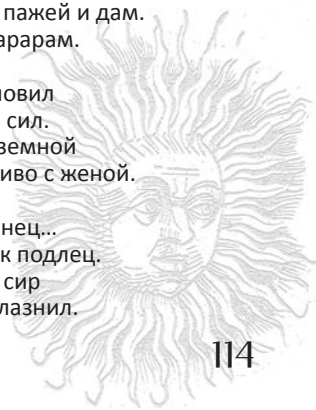 пажей и дам.
арарам.
новил
сил.
земной
иво с женой.
нец...
к подлец.
сир
лазнил.
114